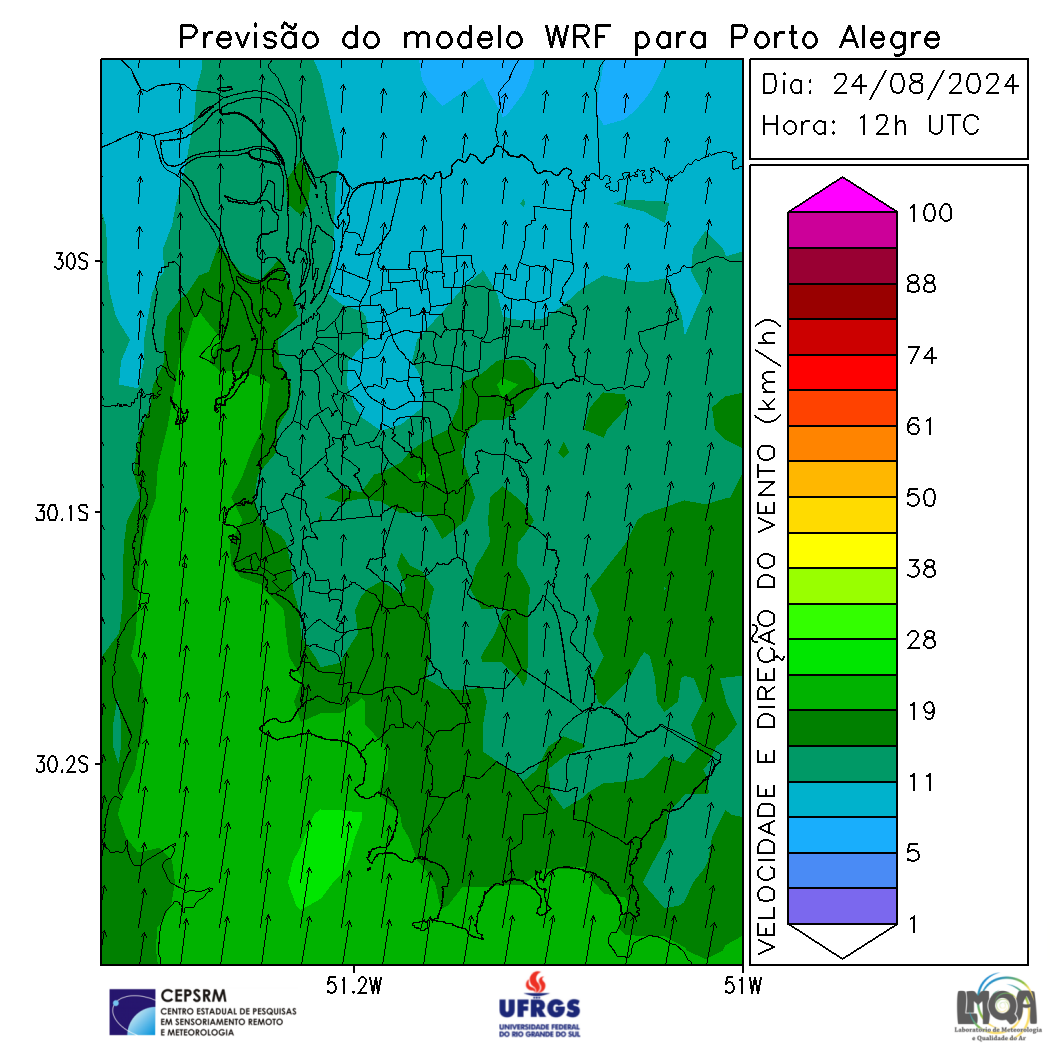 Previsão do modelo WRF para Porto Alegre
Dia: 24/08/2024
Hora: 12h UTC
30S
30.1S
30.2S
51.2W
51W
VELOCIDADE E DIREÇÃO DO VENTO (km/h)
100
88
74
61
50
38
28
19
11
5
1
CEPSRM
CENTRO ESTADUAL DE PESQUISAS
EM SENSORIAMENTO REMOTO
E METEOROLOGIA
UFRGS
UNIVERSIDADE FEDERAL
DO RIO GRANDE DO SUL
LMQA
Laboratório de Meteorologia
e Qualidade do Ar